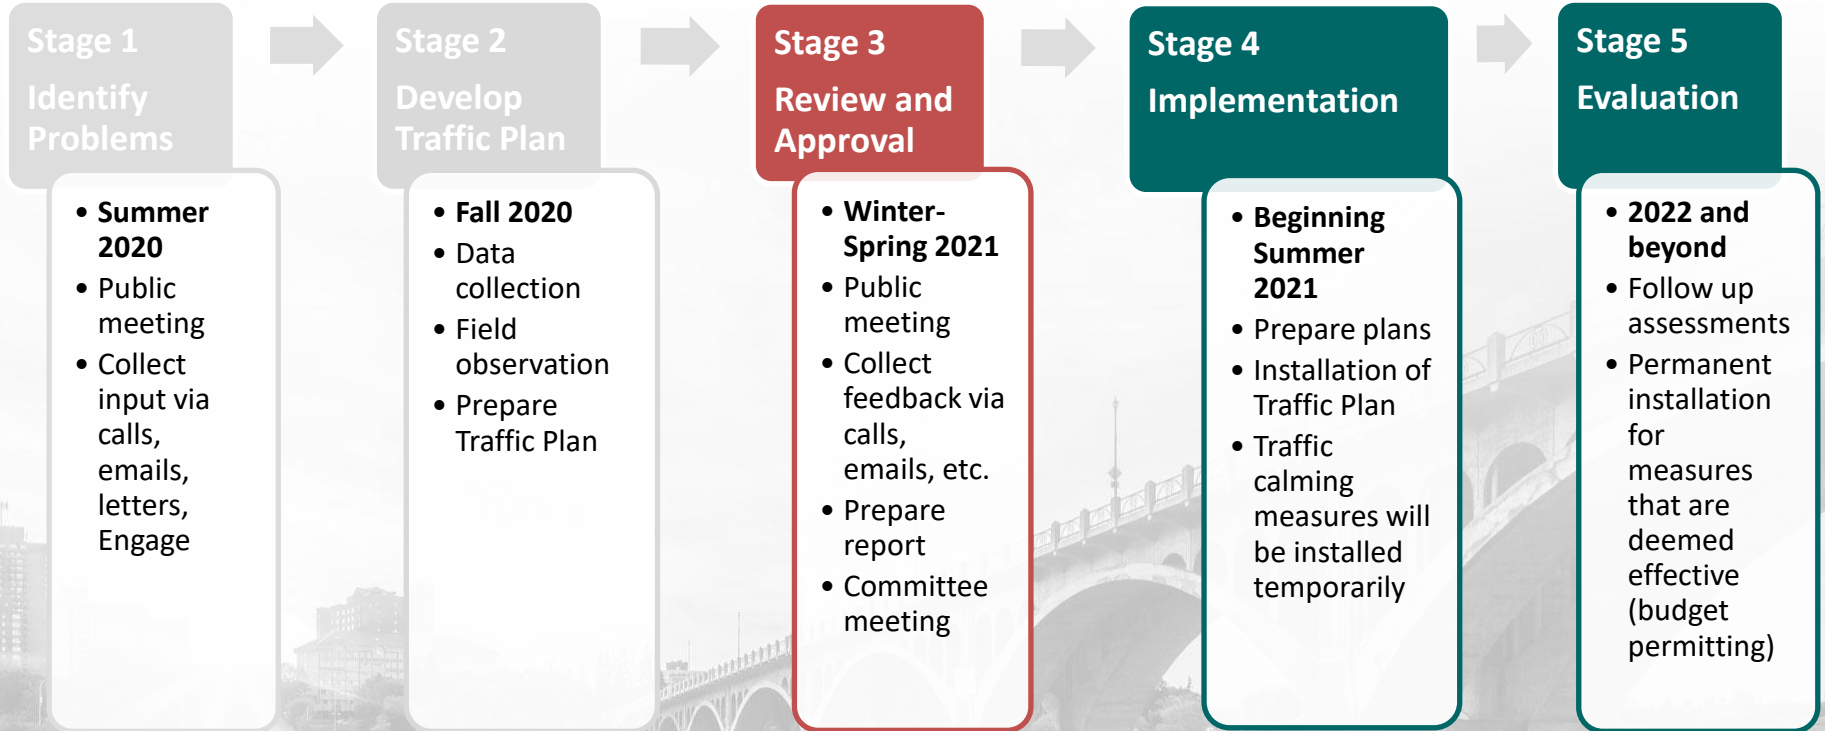 Stage 1
Identify
Problems
• Summer
2020
• Public
meeting
• Collect
input via
calls,
emails,
letters,
Engage
Stage 2
Develop
Traffic Plan
• Fall 2020
• Data
collection
• Field
observation
• Prepare
Traffic Plan
Stage 3
Review and
Approval
• Winter-
Spring 2021
• Public
meeting
• Collect
feedback via
calls,
emails, etc.
• Prepare
report
• Committee
meeting
Stage 4
Implementation
• Beginning
Summer
2021
• Prepare plans
• Installation of
Traffic Plan
• Traffic
calming
measures will
be installed
temporarily
Stage 5
Evaluation
• 2022 and
beyond
• Follow up
assessments
• Permanent
installation
for
measures
that are
deemed
effective
(budget
permitting)